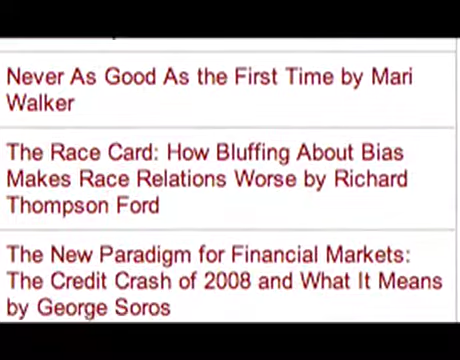 Never As Good As the First Time by Mari
Walker
The Race Card: How Bluffing About Bias
Makes Race Relations Worse by Richard
Thompson Ford
The New Paradigm for Financial Markets:
The Credit Crash of 2008 and What It Means
by George Soros